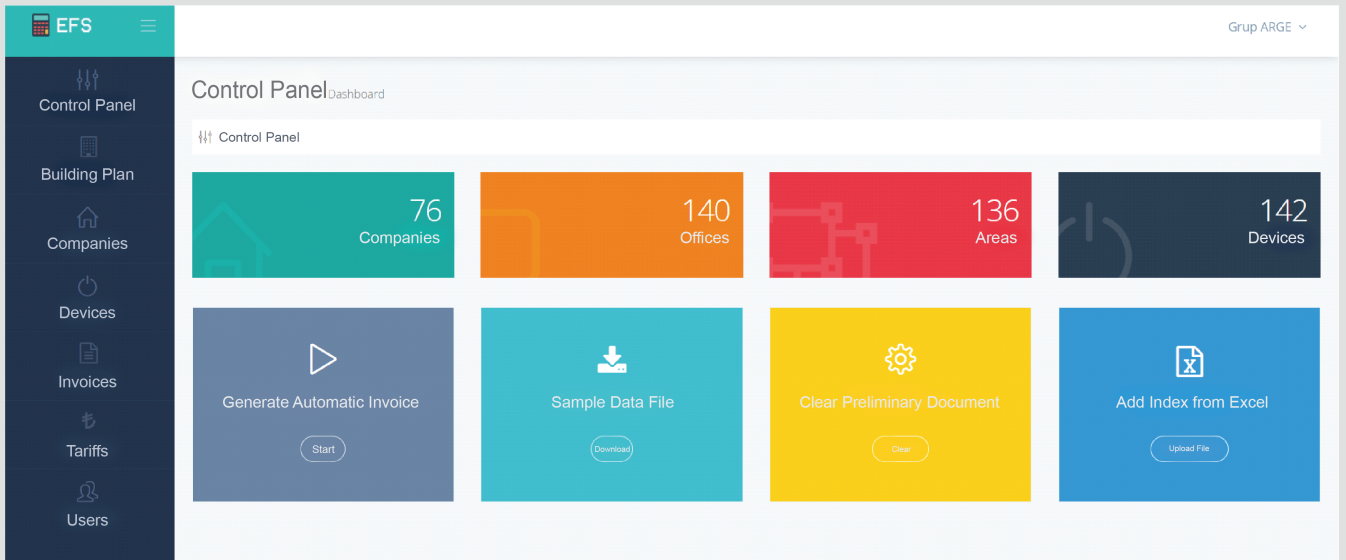 EFS
Grup ARGE
Control Panel
Building Plan
Companies
Devices
Invoices
Tariffs
Users
Control Panel Dashboard
Control Panel
76
Companies
140
Offices
136
Areas
142
Devices
Generate Automatic Invoice
Start
Sample Data File
Download
Clear Preliminary Document
Clear
Add Index from Excel
Upload File